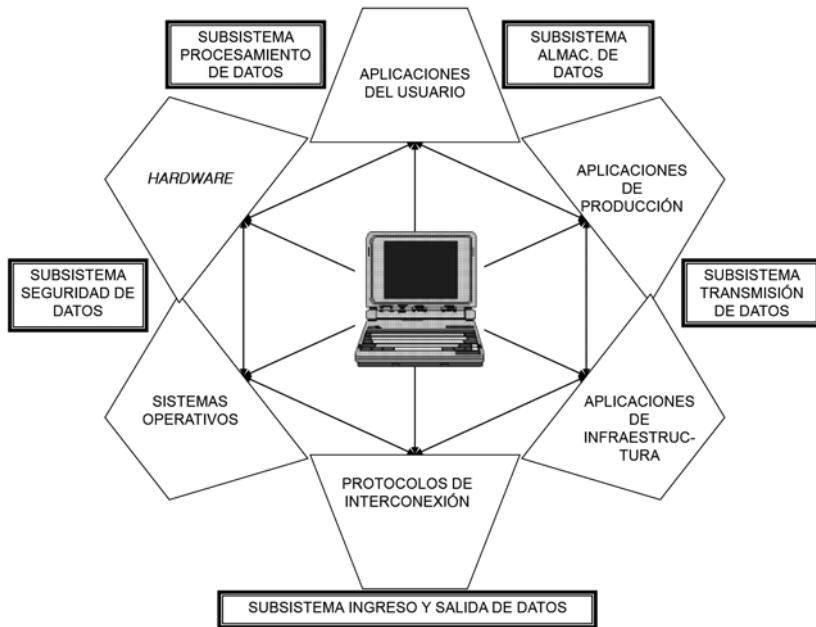 SUBSISTEMA
PROCESAMIENTO
DE DATOS
APLICACIONES
DEL USUARIO
SUBSISTEMA
ALMAC. DE
DATOS
HARDWARE
APLICACIONES
DE
PRODUCCIÓN
SUBSISTEMA
SEGURIDAD DE
DATOS
SUBSISTEMA
TRANSMISIÓN
DE DATOS
SISTEMAS
OPERATIVOS
APLICACIONES
DE
INFRAESTRUC-
TURA
PROTOCOLOS DE
INTERCONEXIÓN
SUBSISTEMA INGRESO Y SALIDA DE DATOS